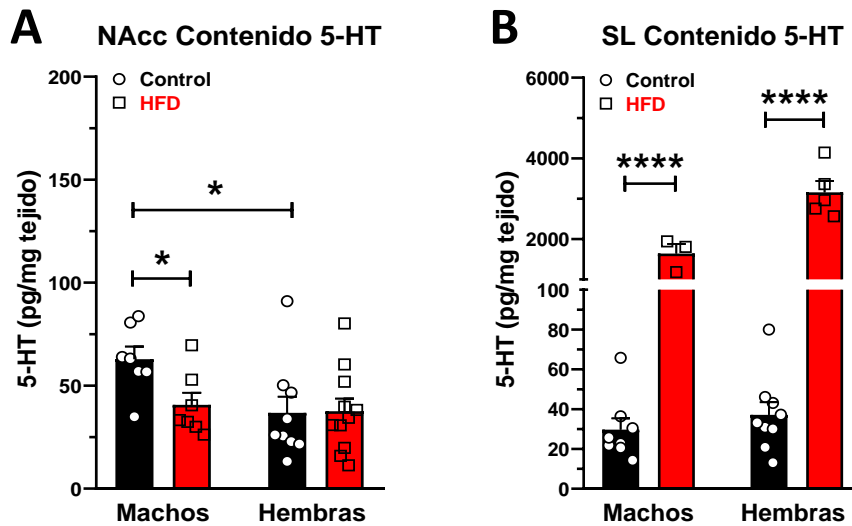 A
NAcc Contenido 5-HT
Control
HFD
5-HT (pg/mg tejido)
200
150
100
50
0
*
*
Machos
Hembras
B
SL Contenido 5-HT
Control
HFD
5-HT (pg/mg tejido)
6000
4000
2000
100
80
60
40
20
0
****
****
Machos
Hembras